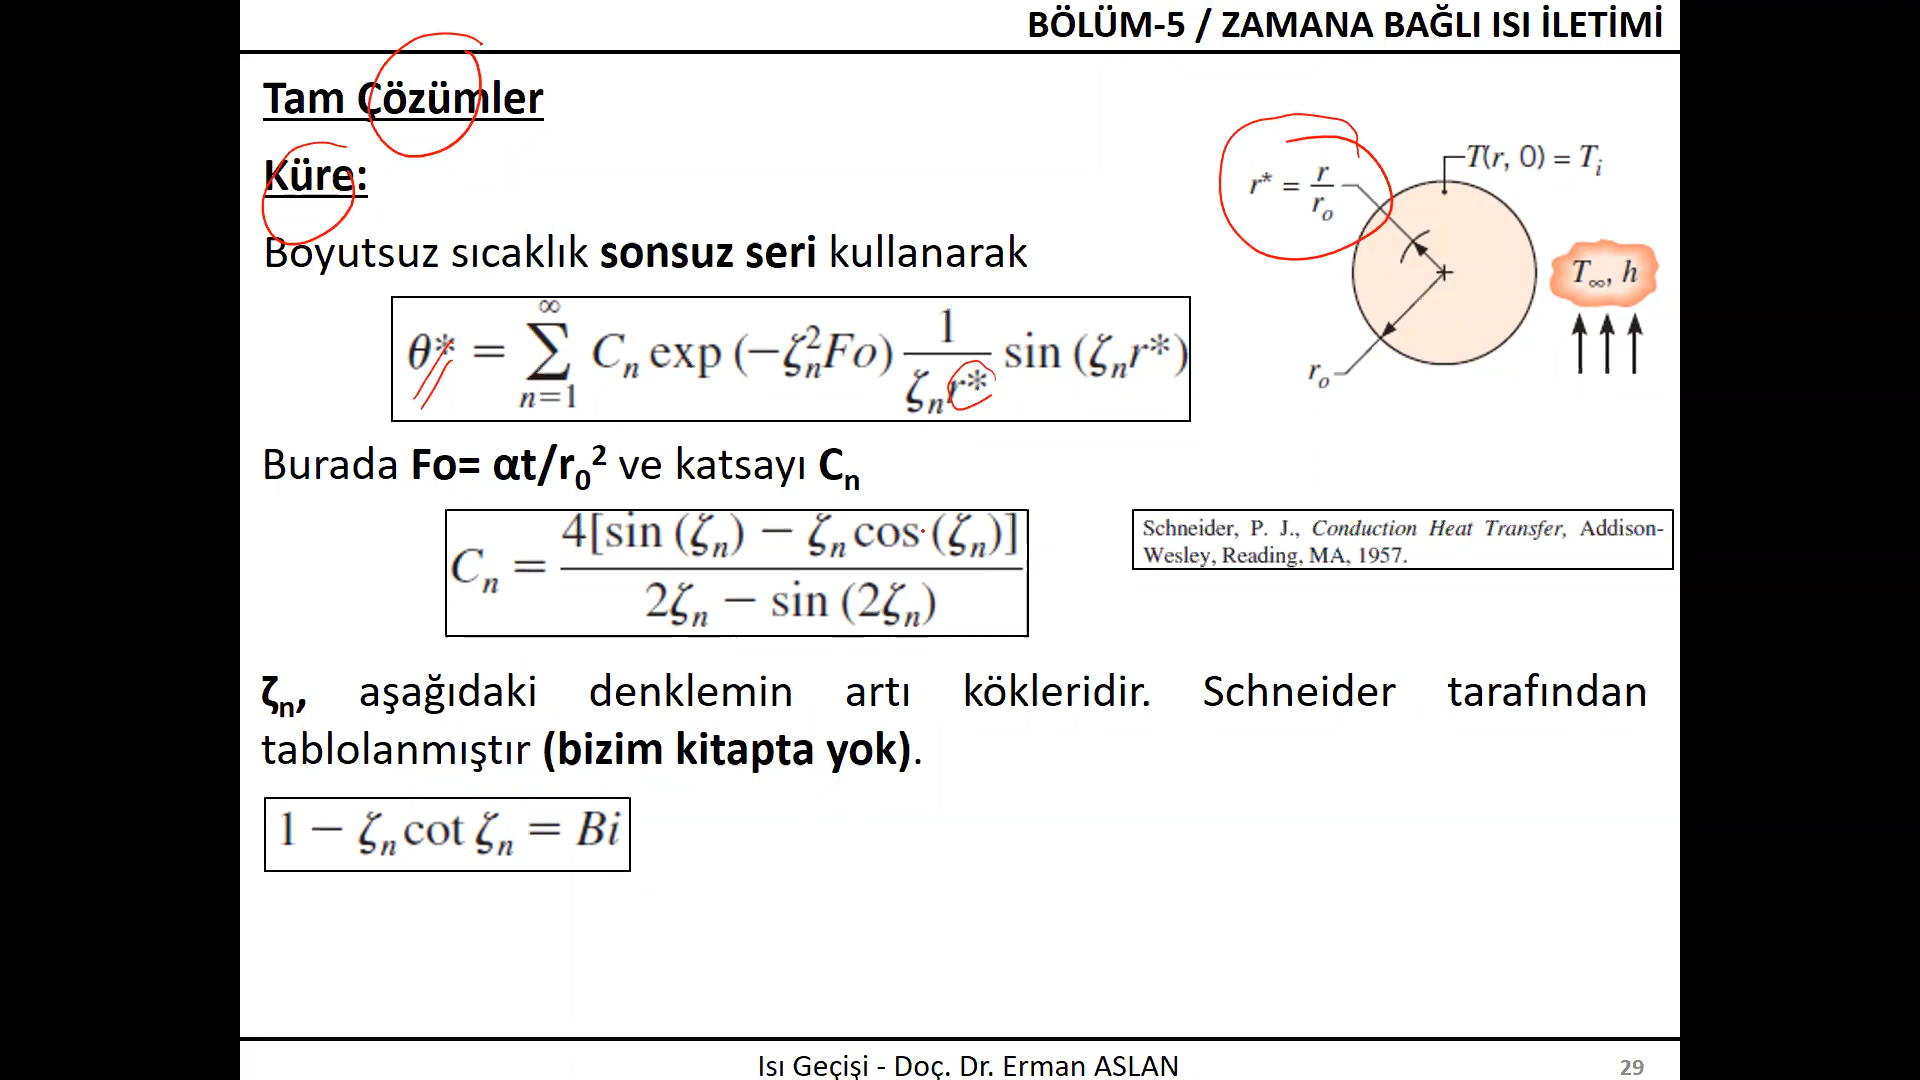 BÖLÜM-5 / ZAMANA BAĞLI ISI İLETİMİ
Tam Çözümler
Küre:
Boyutsuz sıcaklık sonsuz seri kullanarak
θ* = ∑_{n=1}^{∞} C_n exp (−ζ_n²Fo) 1/(ζ_n r*) sin (ζ_n r*)
r* = r/r_o
T(r, 0) = T_i
T_∞, h
r_o
Burada Fo= αt/r₀² ve katsayı C_n
C_n = 4[sin (ζ_n) − ζ_n cos (ζ_n)] / 2ζ_n − sin (2ζ_n)
Schneider, P. J., Conduction Heat Transfer, Addison-
Wesley, Reading, MA, 1957.
ζ_n, aşağıdaki denklemin artı kökleridir. Schneider tarafından
tablolanmıştır (bizim kitapta yok).
1 − ζ_n cot ζ_n = Bi
Isı Geçişi - Doç. Dr. Erman ASLAN
29